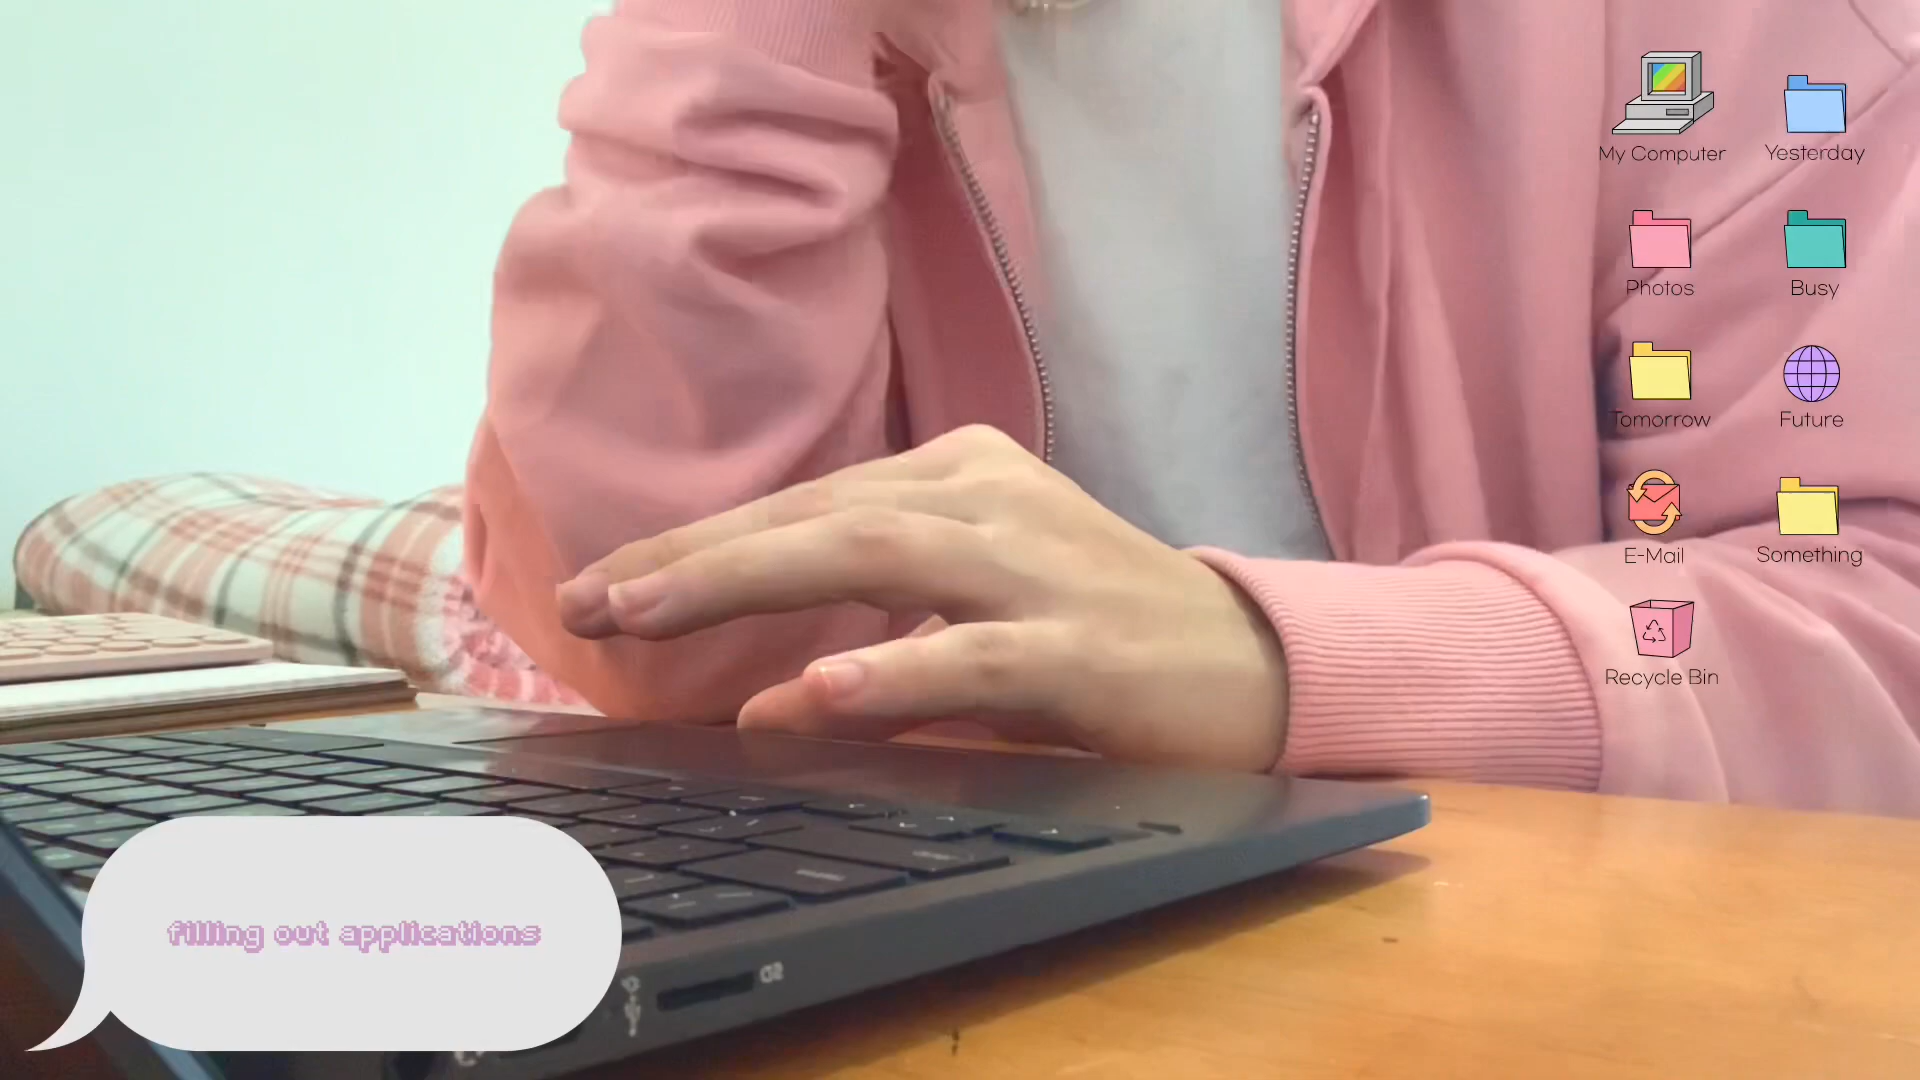 My Computer
Yesterday
Photos
Busy
Tomorrow
Future
E-Mail
Something
Recycle Bin
filling out applications